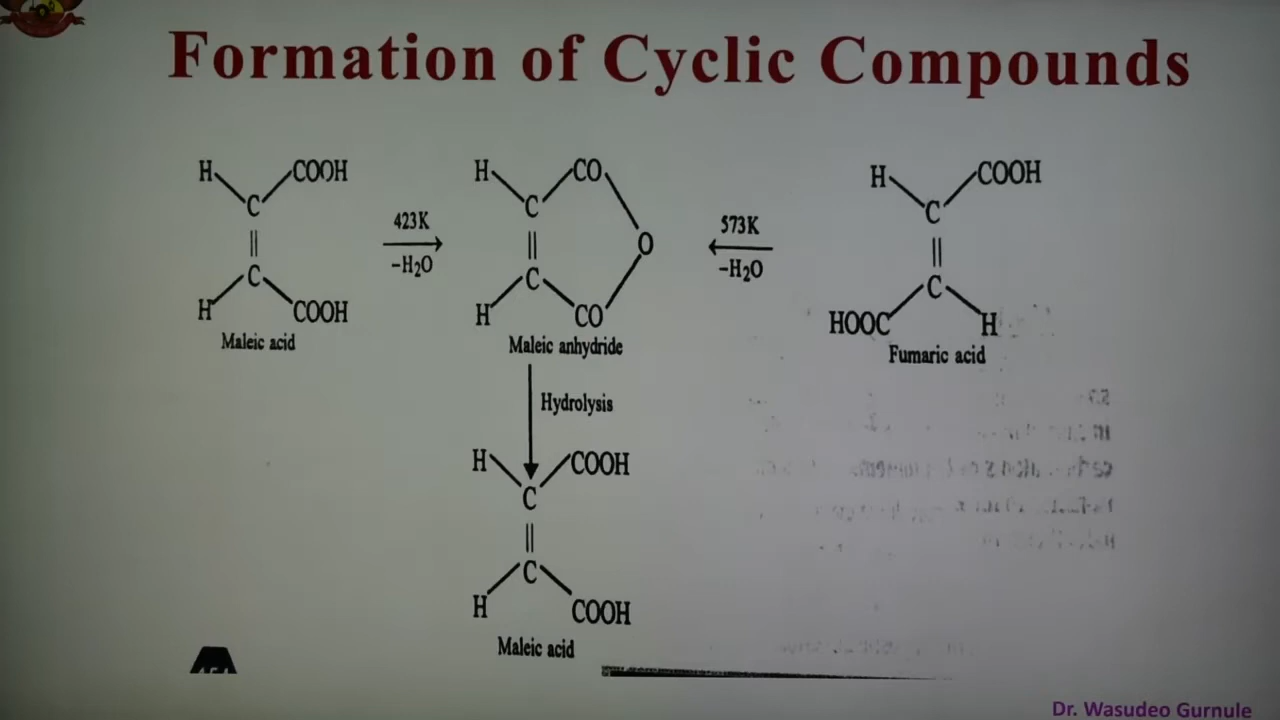 Formation of Cyclic Compounds
H COOH
C
||
C
H COOH
Maleic acid
423K
−H₂O
H CO
C
||
C
H CO
O
Maleic anhydride
573K
−H₂O
H COOH
C
||
C
HOOC H
Fumaric acid
Hydrolysis
H COOH
C
||
C
H COOH
Maleic acid
Dr. Wasudeo Gurnule